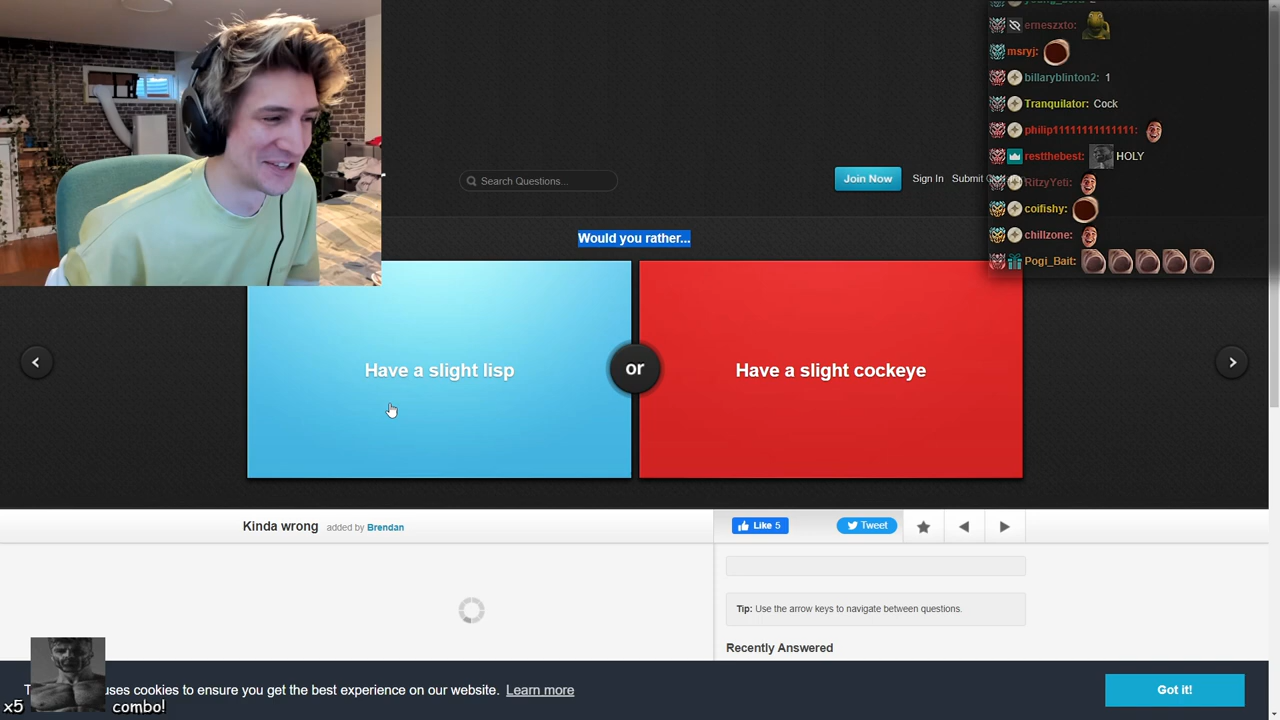 emeszxto:
msryj:
billaryblinton2: 1
Tranquilator: Cock
philip11111111111111:
restthebest: HOLY
RitzyYeti:
coifishy:
chillzone:
Pogi_Bait:
Search Questions...
Join Now
Sign In
Submit
Would you rather...
Have a slight lisp
or
Have a slight cockeye
Kinda wrong added by Brendan
Like 5
Tweet
Tip: Use the arrow keys to navigate between questions.
Recently Answered
uses cookies to ensure you get the best experience on our website. Learn more
Got it!
x5 combo!